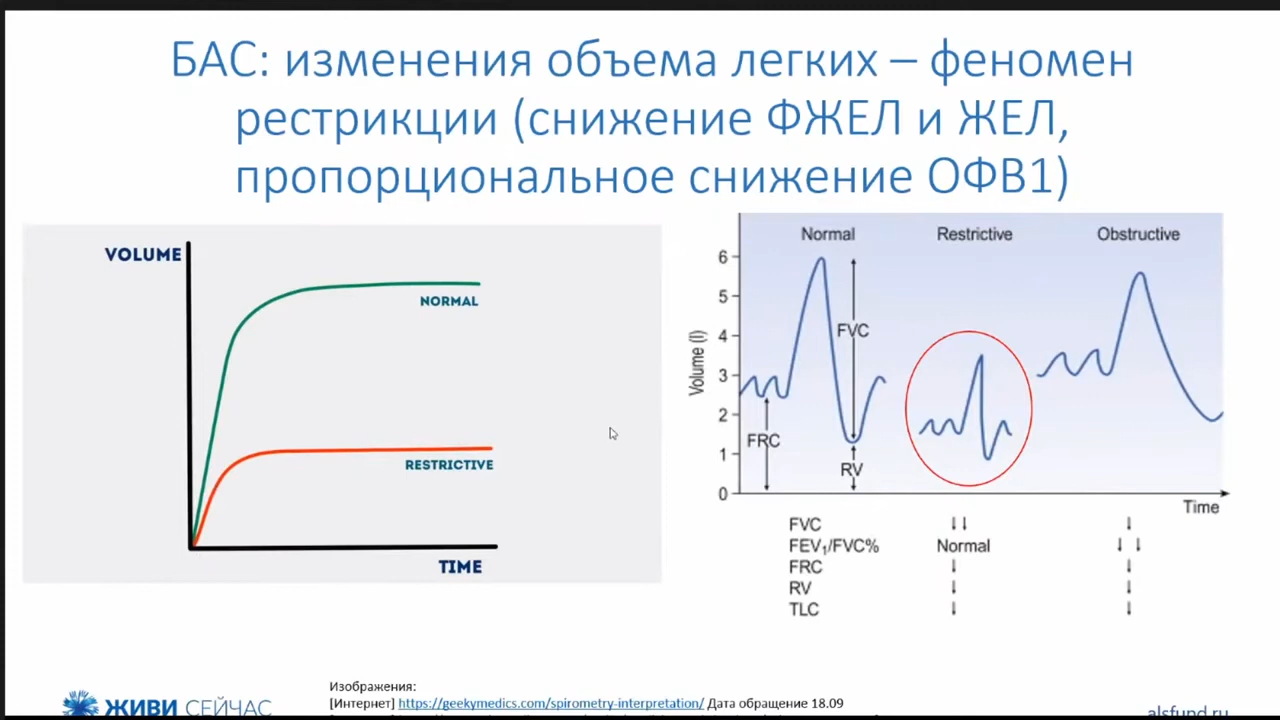 БАС: изменения объема легких – феномен
рестрикции (снижение ФЖЕЛ и ЖЕЛ,
пропорциональное снижение ОФВ1)
VOLUME
NORMAL
RESTRICTIVE
TIME
Normal Restrictive Obstructive
Volume (l)
6
5
4
3
2
1
0
FVC
FRC
RV
Time
FVC ↓↓ ↓
FEV₁/FVC% Normal ↓ ↓
FRC ↓ ↓
RV ↓ ↓
TLC ↓ ↓
Изображения:
[Интернет] https://geekymedics.com/spirometry-interpretation/ Дата обращение 18.09
ЖИВИ СЕЙЧАС
alsfund.ru